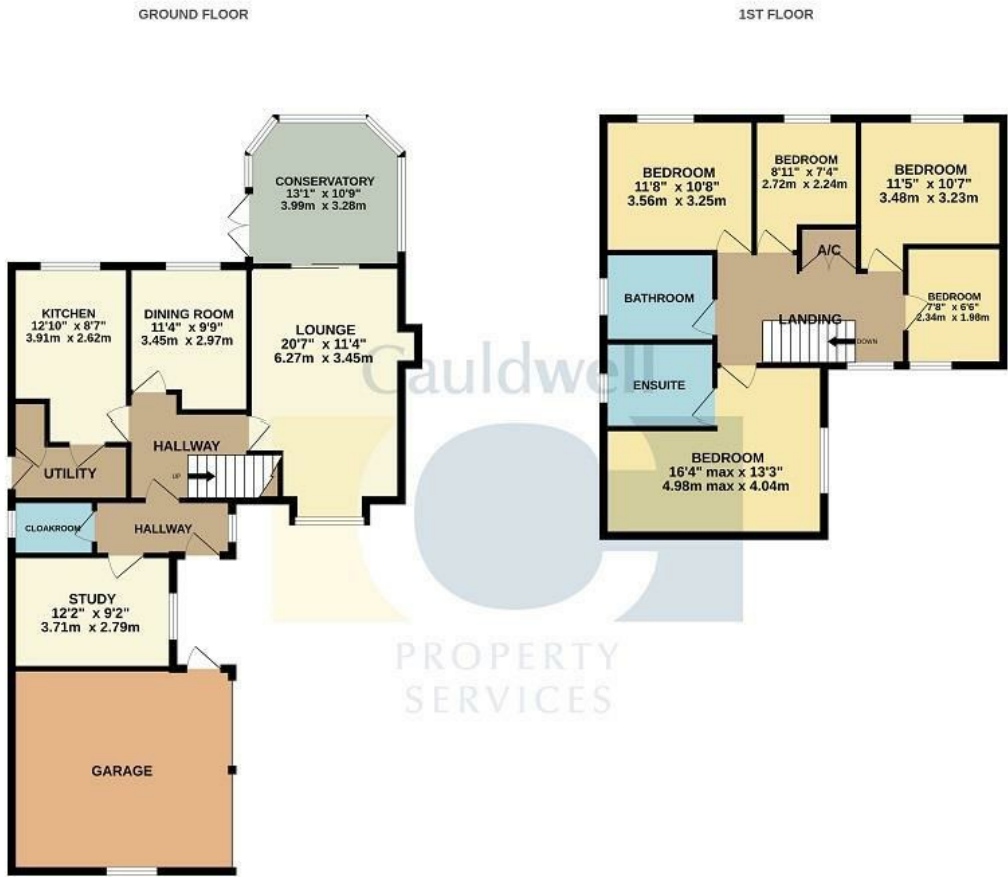 GROUND FLOOR
1ST FLOOR
CONSERVATORY
13'1" x 10'9"
3.99m x 3.28m
KITCHEN
12'10" x 8'7"
3.91m x 2.62m
DINING ROOM
11'4" x 9'9"
3.45m x 2.97m
LOUNGE
20'7" x 11'4"
6.27m x 3.45m
HALLWAY
UP
UTILITY
CLOAKROOM
HALLWAY
STUDY
12'2" x 9'2"
3.71m x 2.79m
GARAGE
BEDROOM
11'8" x 10'8"
3.56m x 3.25m
BEDROOM
8'11" x 7'4"
2.72m x 2.24m
BEDROOM
11'5" x 10'7"
3.48m x 3.23m
A/C
BATHROOM
BEDROOM
7'8" x 6'6"
2.34m x 1.98m
LANDING
DOWN
ENSUITE
BEDROOM
16'4" max x 13'3"
4.98m max x 4.04m
Cauldwell
PROPERTY
SERVICES